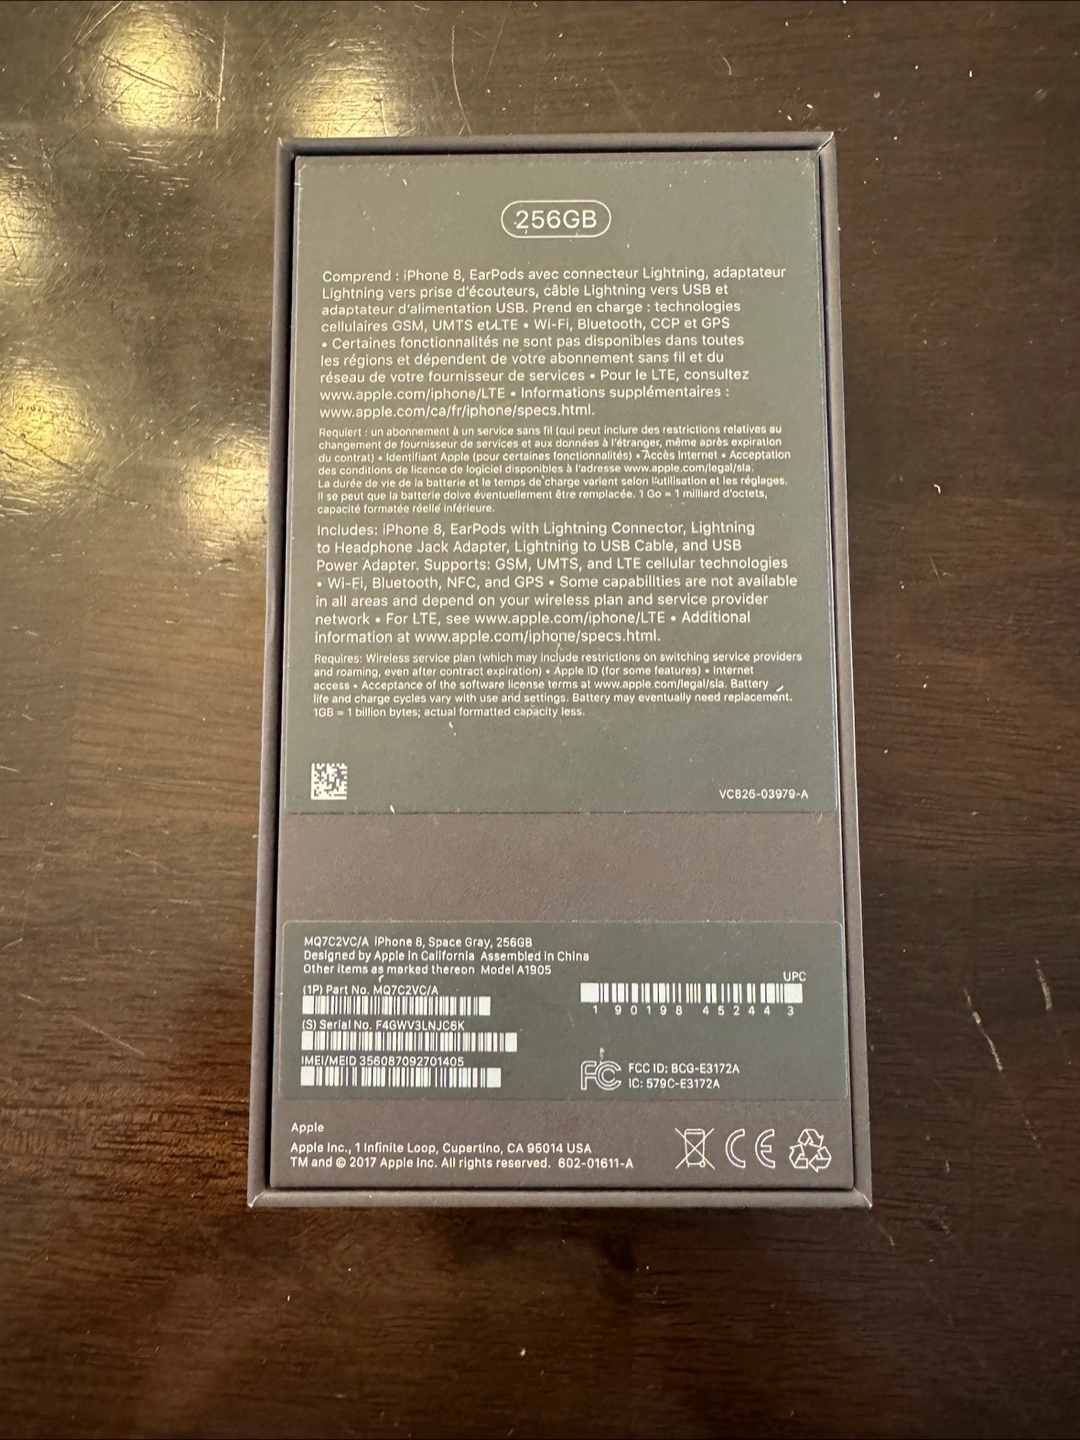 256GB
Comprend : iPhone 8, EarPods avec connecteur Lightning, adaptateur
Lightning vers prise d'écouteurs, câble Lightning vers USB et
adaptateur d'alimentation USB. Prend en charge : technologies
cellulaires GSM, UMTS et LTE • Wi-Fi, Bluetooth, CCP et GPS
• Certaines fonctionnalités ne sont pas disponibles dans toutes
les régions et dépendent de votre abonnement sans fil et du
réseau de votre fournisseur de services • Pour le LTE, consultez
www.apple.com/iphone/LTE • Informations supplémentaires :
www.apple.com/ca/fr/iphone/specs.html.
Requiert : un abonnement à un service sans fil (qui peut inclure des restrictions relatives au
changement de fournisseur de services et aux données à l'étranger, même après expiration
du contrat) • Identifiant Apple (pour certaines fonctionnalités) • Accès Internet • Acceptation
des conditions de licence de logiciel disponibles à l'adresse www.apple.com/legal/sla.
La durée de vie de la batterie et le temps de charge varient selon l'utilisation et les réglages.
Il se peut que la batterie doive éventuellement être remplacée. 1 Go = 1 milliard d'octets,
capacité formatée réelle inférieure.
Includes: iPhone 8, EarPods with Lightning Connector, Lightning
to Headphone Jack Adapter, Lightning to USB Cable, and USB
Power Adapter. Supports: GSM, UMTS, and LTE cellular technologies
• Wi-Fi, Bluetooth, NFC, and GPS • Some capabilities are not available
in all areas and depend on your wireless plan and service provider
network • For LTE, see www.apple.com/iphone/LTE • Additional
information at www.apple.com/iphone/specs.html.
Requires: Wireless service plan (which may include restrictions on switching service providers
and roaming, even after contract expiration) • Apple ID (for some features) • Internet
access • Acceptance of the software license terms at www.apple.com/legal/sla. Battery
life and charge cycles vary with use and settings. Battery may eventually need replacement.
1GB = 1 billion bytes; actual formatted capacity less.
VC826-03979-A
MQ7C2VC/A iPhone 8, Space Gray, 256GB
Designed by Apple in California Assembled in China
Other items as marked thereon Model A1905
(1P) Part No. MQ7C2VC/A
(S) Serial No. F4GWV3LNJC6K
IMEI/MEID 356087092701405
UPC
1 90198 45244 3
FCC ID: BCG-E3172A
IC: 579C-E3172A
Apple
Apple Inc., 1 Infinite Loop, Cupertino, CA 95014 USA
TM and © 2017 Apple Inc. All rights reserved. 602-01611-A